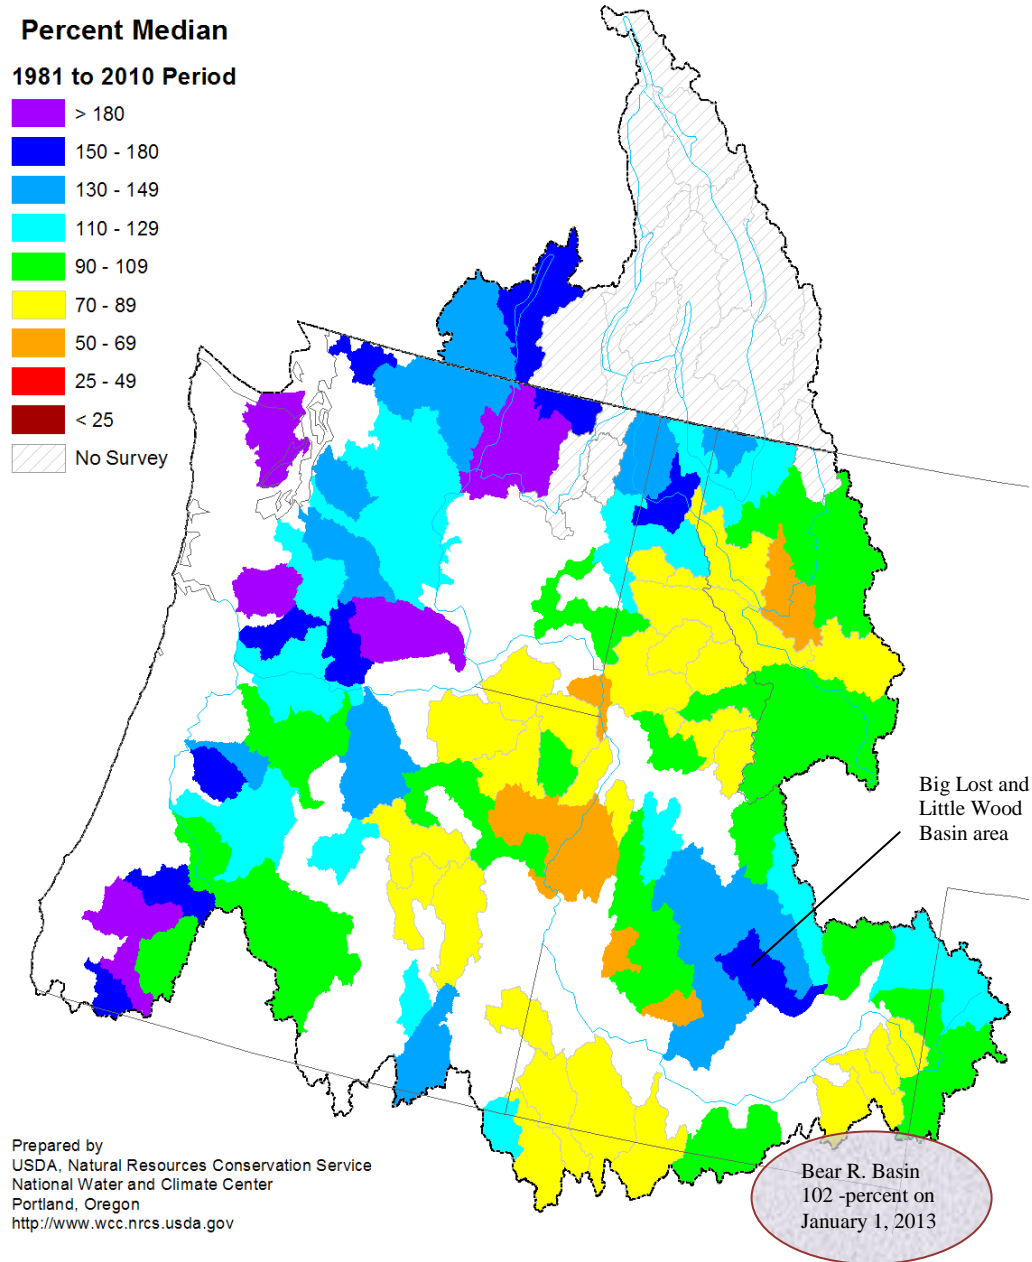 Percent Median
1981 to 2010 Period
> 180
150 - 180
130 - 149
110 - 129
90 - 109
70 - 89
50 - 69
25 - 49
< 25
No Survey
Big Lost and
Little Wood
Basin area
Bear R. Basin
102 -percent on
January 1, 2013
Prepared by
USDA, Natural Resources Conservation Service
National Water and Climate Center
Portland, Oregon
http://www.wcc.nrcs.usda.gov